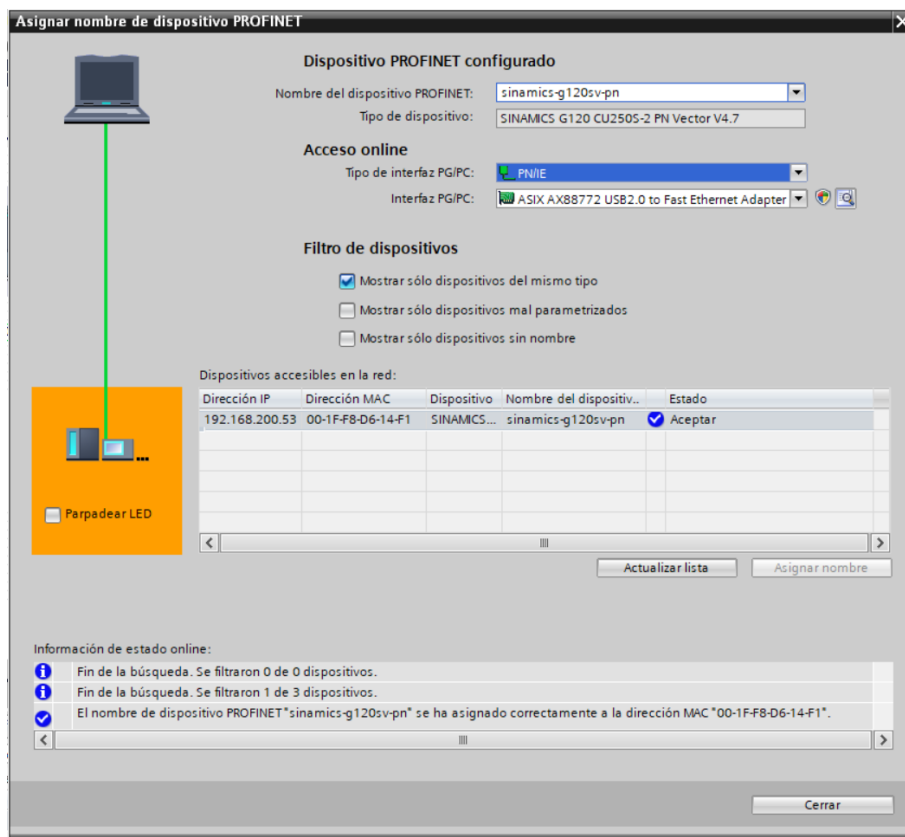 Asignar nombre de dispositivo PROFINET
Dispositivo PROFINET configurado
Nombre del dispositivo PROFINET: sinamics-g120sv-pn
Tipo de dispositivo: SINAMICS G120 CU250S-2 PN Vector V4.7
Acceso online
Tipo de interfaz PG/PC: PN/IE
Interfaz PG/PC: ASIX AX88772 USB2.0 to Fast Ethernet Adapter
Filtro de dispositivos
Mostrar sólo dispositivos del mismo tipo
Mostrar sólo dispositivos mal parametrizados
Mostrar sólo dispositivos sin nombre
Dispositivos accesibles en la red:
Dirección IP Dirección MAC Dispositivo Nombre del dispositiv.. Estado
192.168.200.53 00-1F-F8-D6-14-F1 SINAMICS... sinamics-g120sv-pn Aceptar
Parpadear LED
Actualizar lista Asignar nombre
Información de estado online:
Fin de la búsqueda. Se filtraron 0 de 0 dispositivos.
Fin de la búsqueda. Se filtraron 1 de 3 dispositivos.
El nombre de dispositivo PROFINET"sinamics-g120sv-pn" se ha asignado correctamente a la dirección MAC "00-1F-F8-D6-14-F1".
Cerrar